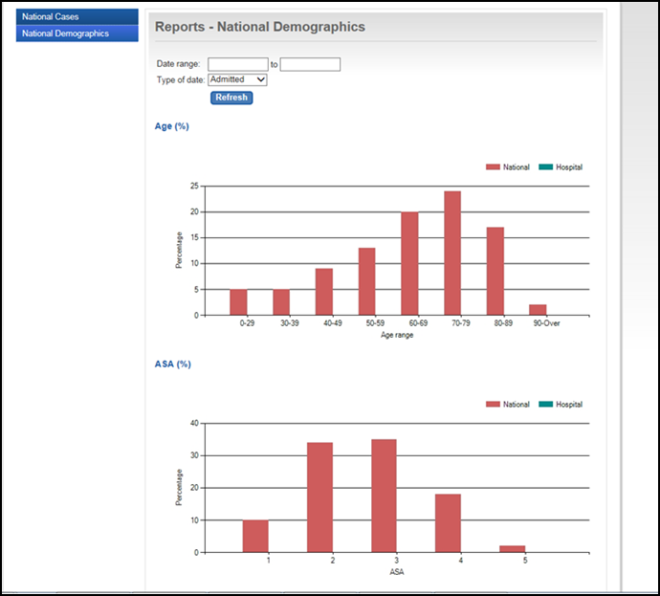 National Cases
National Demographics
Reports - National Demographics
Date range: to
Type of date: Admitted
Refresh
Age (%)
National Hospital
25
20
15
10
5
0
Percentage
0-29 30-39 40-49 50-59 60-69 70-79 80-89 90-Over
Age range
ASA (%)
National Hospital
40
30
20
10
0
Percentage
1 2 3 4 5
ASA